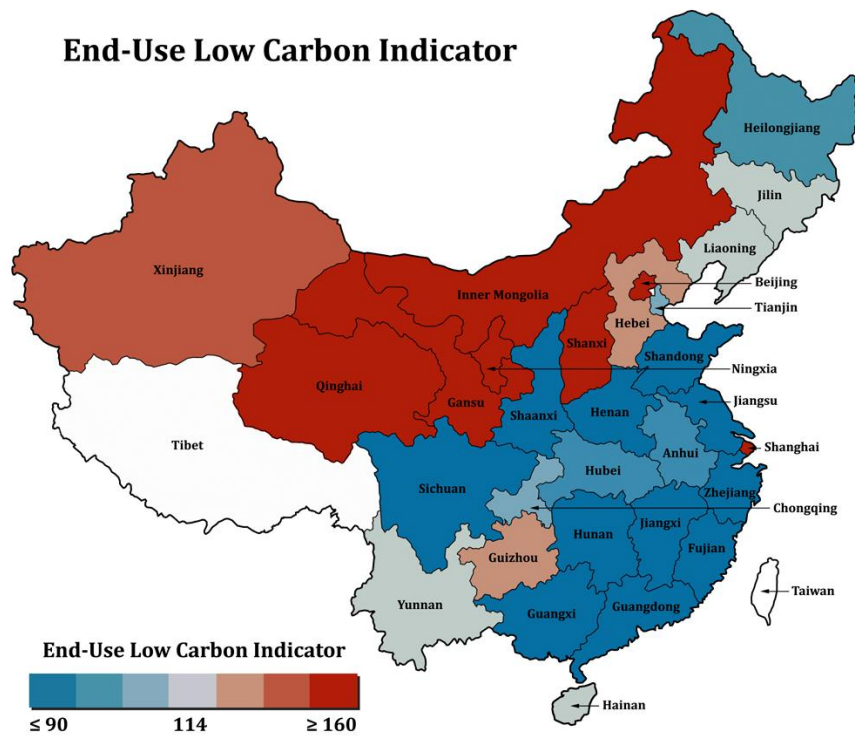 End-Use Low Carbon Indicator
Heilongjiang
Jilin
Liaoning
Xinjiang
Beijing
Inner Mongolia
Tianjin
Hebei
Shanxi
Shandong
Ningxia
Qinghai
Gansu
Jiangsu
Shaanxi
Henan
Tibet
Shanghai
Anhui
Hubei
Sichuan
Zhejiang
Chongqing
Jiangxi
Hunan
Fujian
Guizhou
Taiwan
Yunnan
Guangxi
Guangdong
End-Use Low Carbon Indicator
Hainan
≤ 90 114 ≥ 160